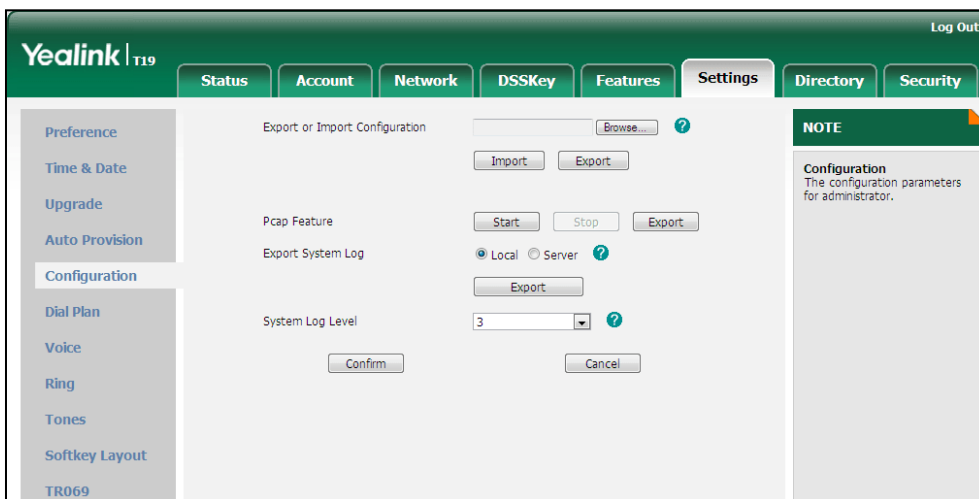 Log Out
Yealink T19
Status Account Network DSSKey Features Settings Directory Security
Preference
Time & Date
Upgrade
Auto Provision
Configuration
Dial Plan
Voice
Ring
Tones
Softkey Layout
TR069
Export or Import Configuration Browse... ?
Import Export
Pcap Feature Start Stop Export
Export System Log Local Server ?
Export
System Log Level 3 ?
Confirm Cancel
NOTE
Configuration
The configuration parameters
for administrator.